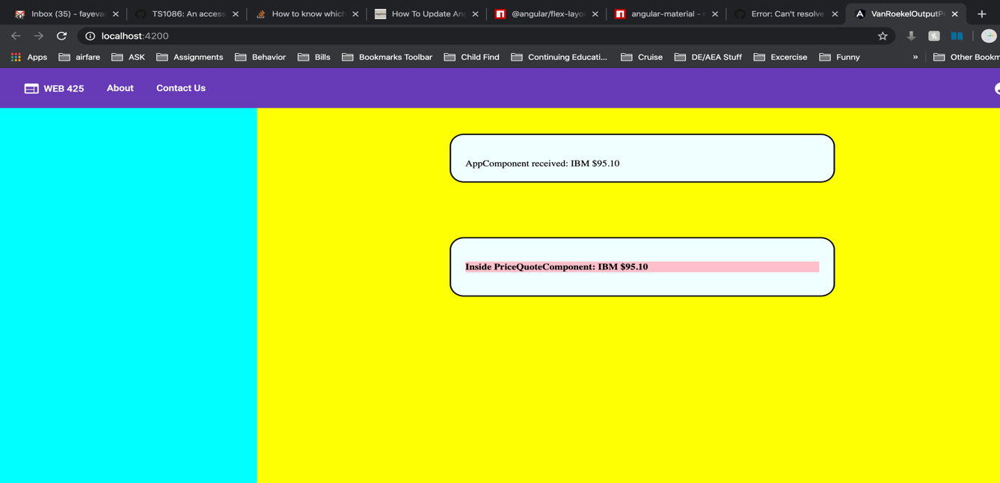 Inbox (35) - fayevan
TS1086: An access
How to know which
How To Update Ang
@angular/flex-layo
angular-material - n
Error: Can't resolve
VanRoekelOutputPr
localhost:4200
Apps airfare ASK Assignments Behavior Bills Bookmarks Toolbar Child Find Continuing Educati... Cruise DE/AEA Stuff Excercise Funny » Other Bookm
WEB 425 About Contact Us
AppComponent received: IBM $95.10
Inside PriceQuoteComponent: IBM $95.10